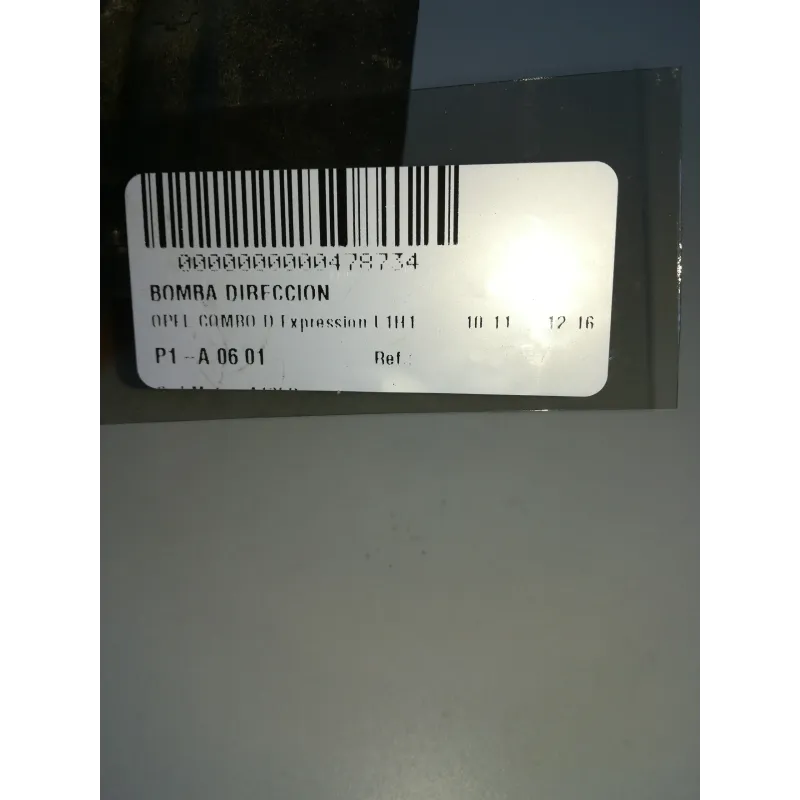 0000000000478734
BOMBA DIRECCION
OPEL COMBO D Expression L1H1 10.11 12.16
P1 - A 06 01 Ref :